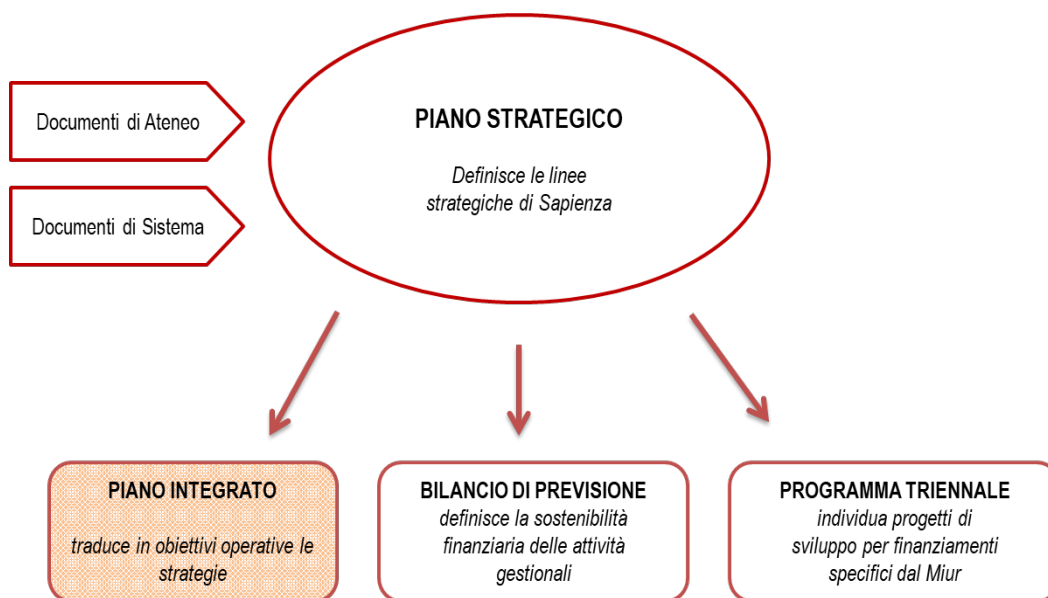 Documenti di Ateneo
Documenti di Sistema
PIANO STRATEGICO
Definisce le linee
strategiche di Sapienza
PIANO INTEGRATO
traduce in obiettivi operative le
strategie
BILANCIO DI PREVISIONE
definisce la sostenibilità
finanziaria delle attività
gestionali
PROGRAMMA TRIENNALE
individua progetti di
sviluppo per finanziamenti
specifici dal Miur